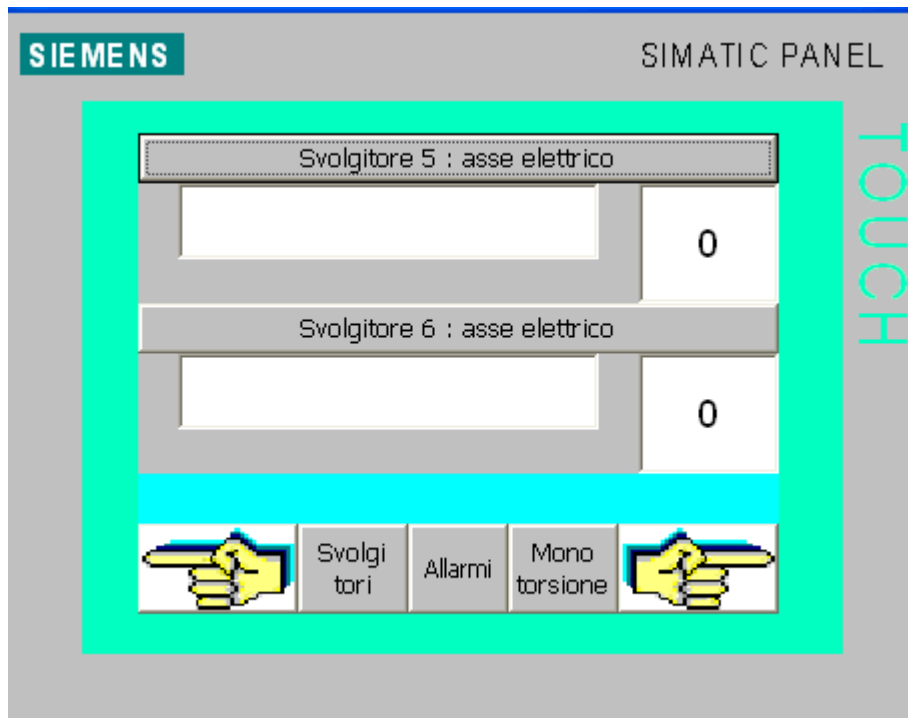 SIEMENS
SIMATIC PANEL
TOUCH
Svolgitore 5 : asse elettrico
0
Svolgitore 6 : asse elettrico
0
Svolgi
tori
Allarmi
Mono
torsione